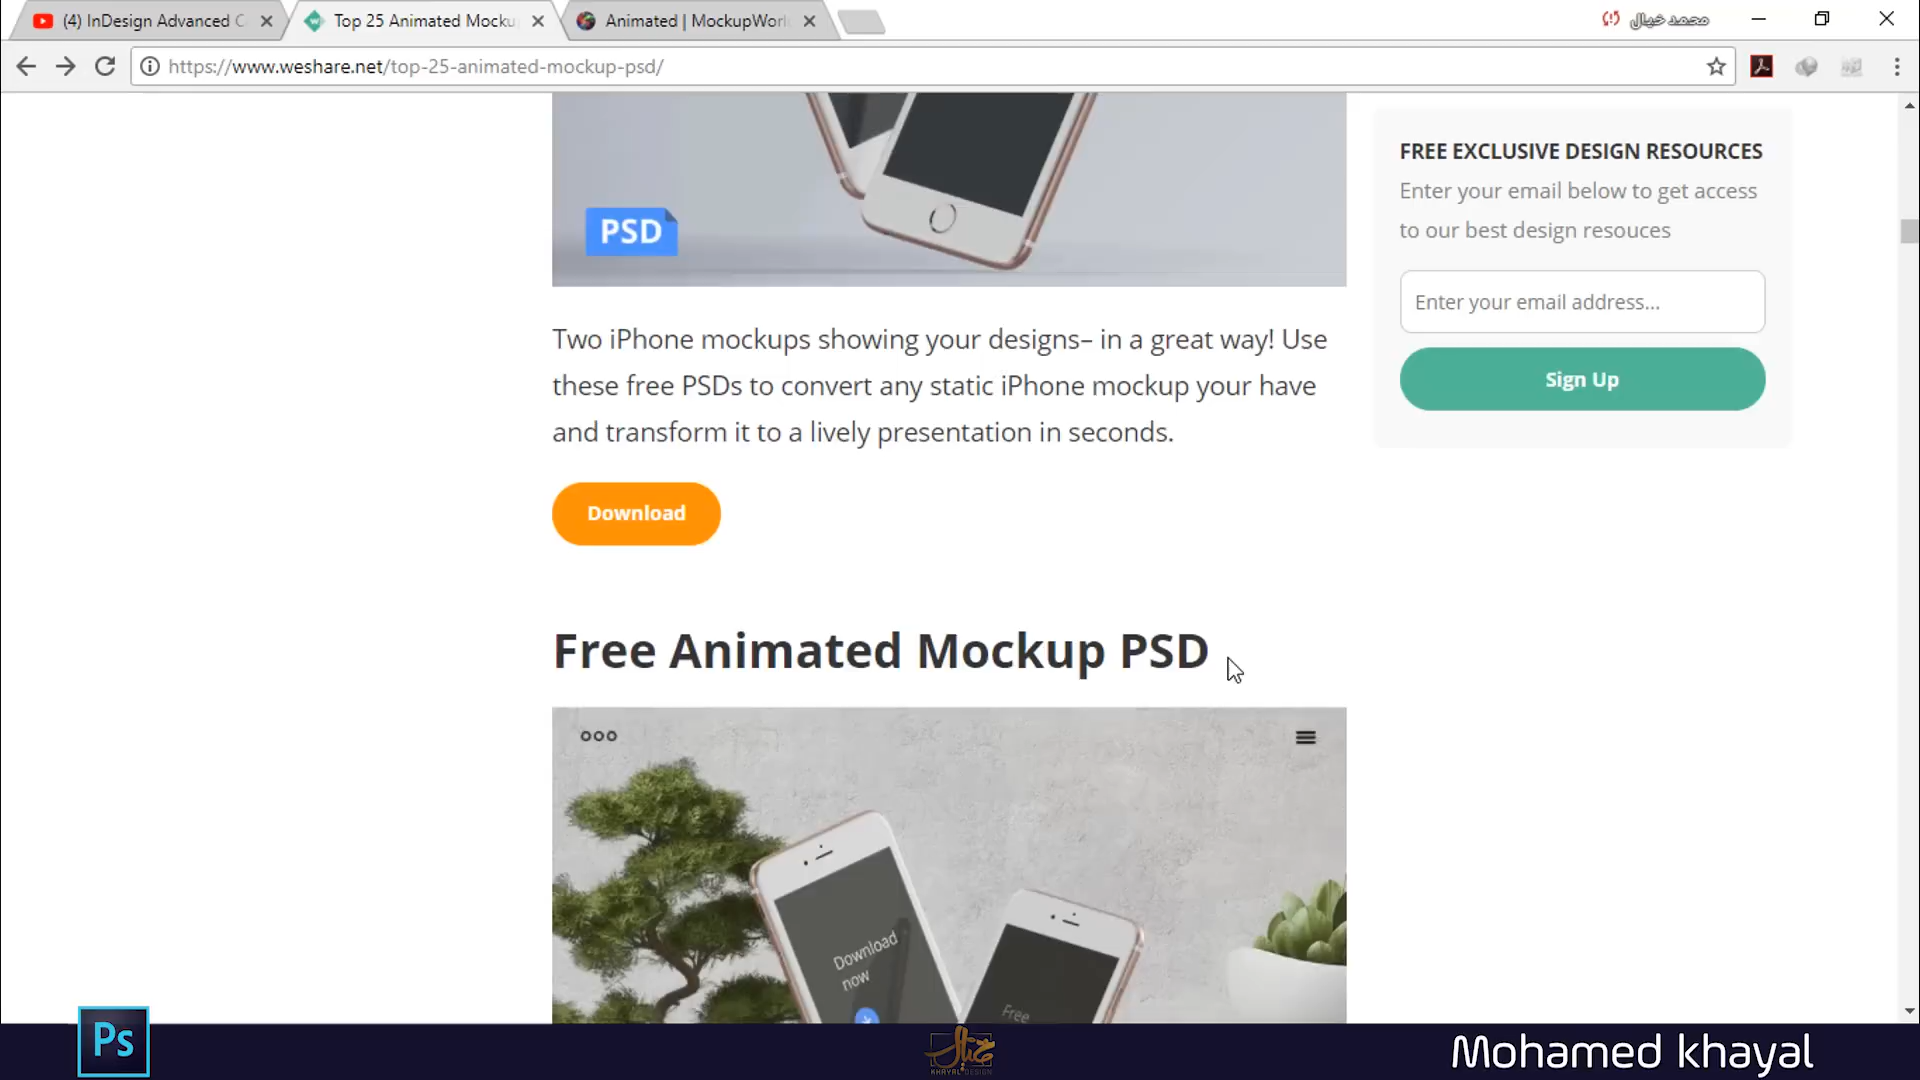 (4) InDesign Advanced C
Top 25 Animated Mocku
Animated | MockupWorl
محمد خيال
https://www.weshare.net/top-25-animated-mockup-psd/
PSD
FREE EXCLUSIVE DESIGN RESOURCES
Enter your email below to get access
to our best design resouces
Enter your email address...
Sign Up
Two iPhone mockups showing your designs– in a great way! Use
these free PSDs to convert any static iPhone mockup your have
and transform it to a lively presentation in seconds.
Download
Free Animated Mockup PSD
Download
now
Free
Ps
خيال
KHAYAL DESIGN
Mohamed khayal